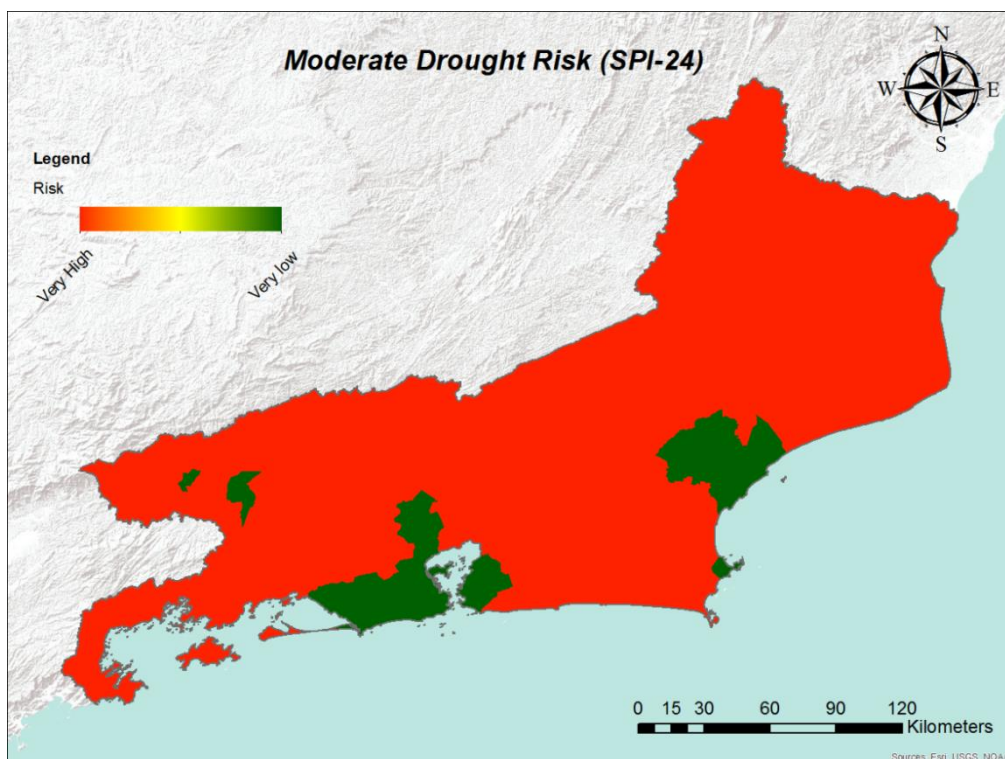 Moderate Drought Risk (SPI-24)
N
W E
S
Legend
Risk
Very High
Very low
0 15 30 60 90 120
Kilometers
Sources: Esri, USGS, NOA